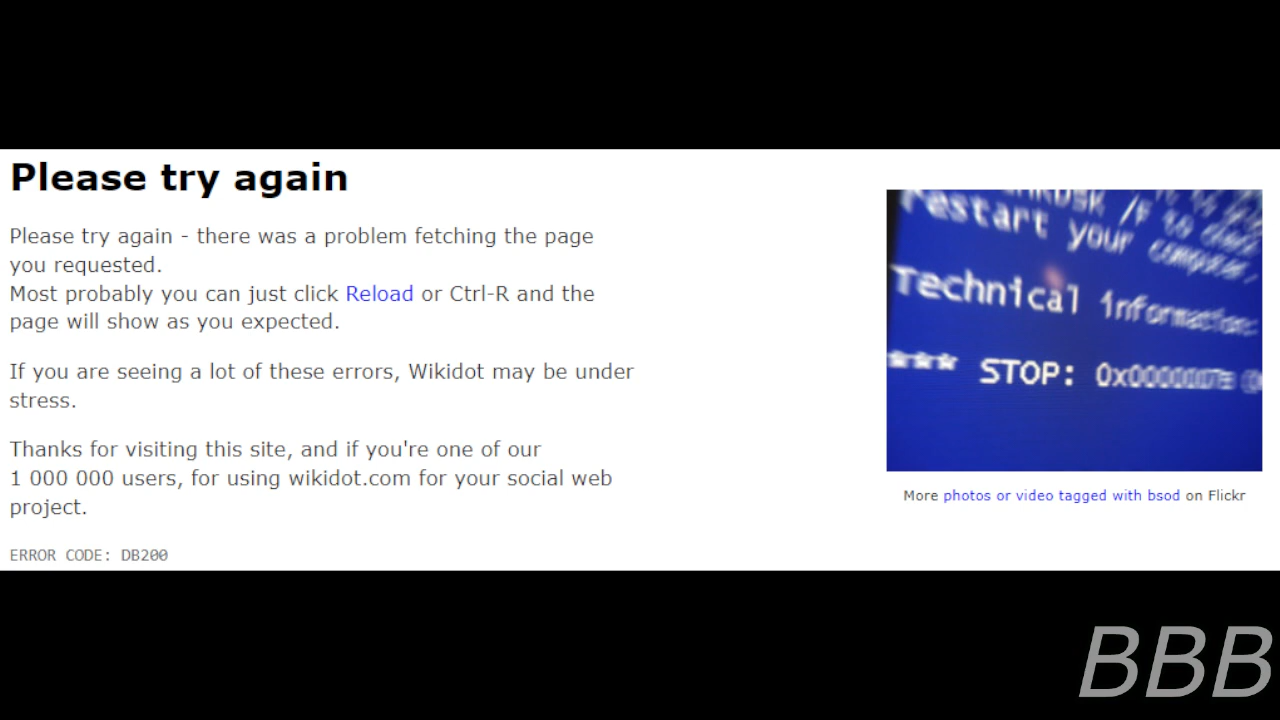 Please try again
Please try again - there was a problem fetching the page
you requested.
Most probably you can just click Reload or Ctrl-R and the
page will show as you expected.
If you are seeing a lot of these errors, Wikidot may be under
stress.
Thanks for visiting this site, and if you're one of our
1 000 000 users, for using wikidot.com for your social web
project.
ERROR CODE: DB200
restart your computer.
Technical information:
*** STOP:
More photos or video tagged with bsod on Flickr
BBB